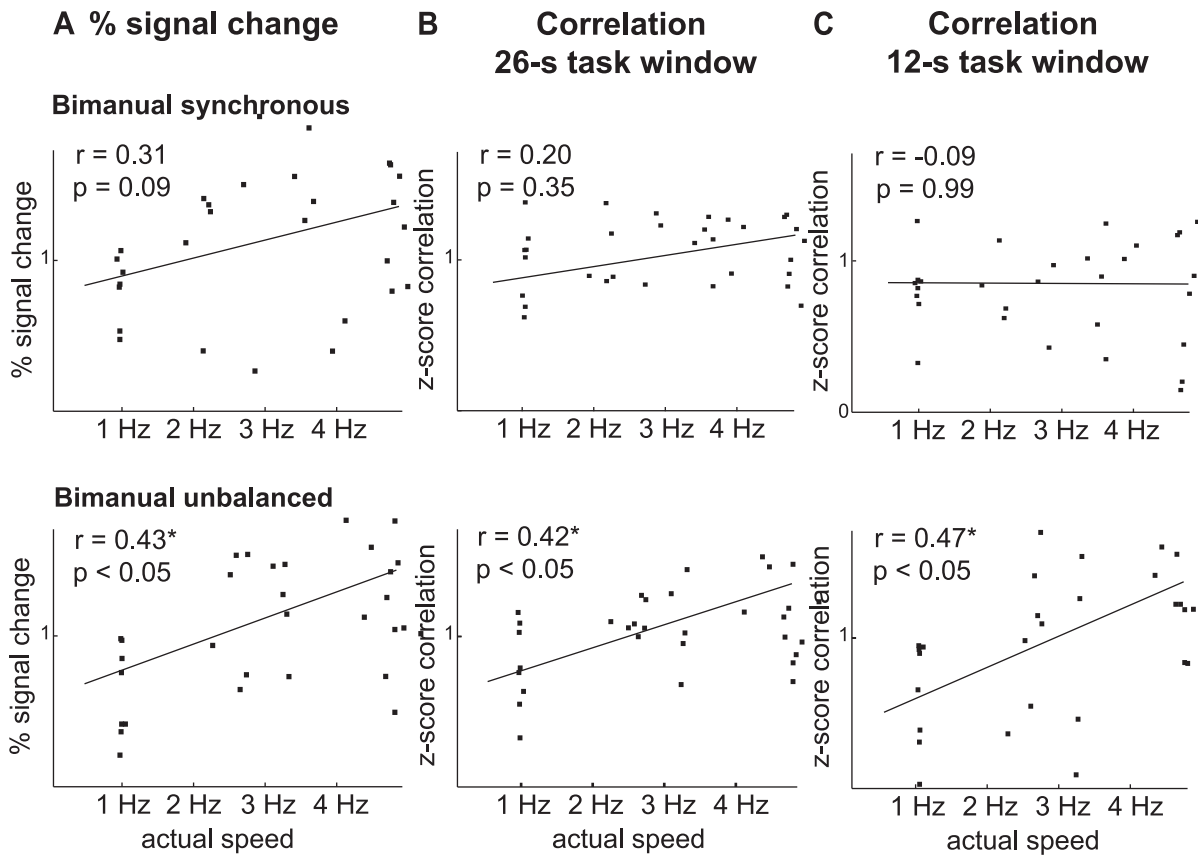 A % signal change
B Correlation
26-s task window
C Correlation
12-s task window
Bimanual synchronous
r = 0.31
p = 0.09
% signal change
1
1 Hz 2 Hz 3 Hz 4 Hz
r = 0.20
p = 0.35
z-score correlation
1
1 Hz 2 Hz 3 Hz 4 Hz
r = -0.09
p = 0.99
z-score correlation
1
0
1 Hz 2 Hz 3 Hz 4 Hz
Bimanual unbalanced
r = 0.43*
p < 0.05
% signal change
1
1 Hz 2 Hz 3 Hz 4 Hz
actual speed
r = 0.42*
p < 0.05
z-score correlation
1
1 Hz 2 Hz 3 Hz 4 Hz
actual speed
r = 0.47*
p < 0.05
z-score correlation
1
1 Hz 2 Hz 3 Hz 4 Hz
actual speed